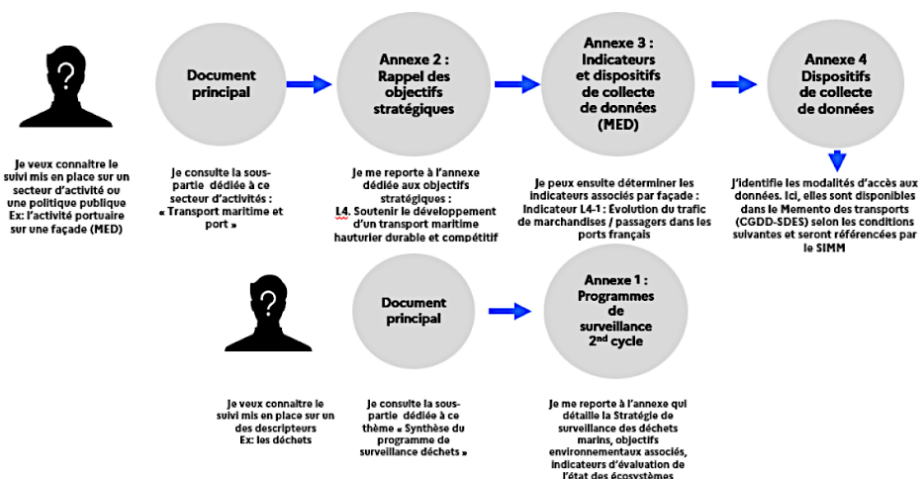 Document
principal
Annexe 2 :
Rappel des
objectifs
stratégiques
Annexe 3 :
Indicateurs
et dispositifs
de collecte
de données
(MED)
Annexe 4
Dispositifs
de collecte
de données
?
Je veux connaître le
suivi mis en place sur un
secteur d'activité ou
une politique publique
Ex: l'activité portuaire
sur une façade (MED)
Je consulte la sous-
partie dédiée à ce
secteur d'activités :
« Transport maritime et
port »
Je me reporte à l'annexe
dédiée aux objectifs
stratégiques :
L4. Soutenir le développement
d'un transport maritime
hauturier durable et compétitif
Je peux ensuite déterminer les
indicateurs associés par façade :
Indicateur L4-1 : Evolution du trafic
de marchandises / passagers dans les
ports français
J'identifie les modalités d'accès aux
données. Ici, elles sont disponibles
dans le Memento des transports
(CGDD-SDES) selon les conditions
suivantes et seront référencées par
le SIMM
?
Document
principal
Annexe 1 :
Programmes
de
surveillance
2nd cycle
Je veux connaître le
suivi mis en place sur un
des descripteurs
Ex: les déchets
Je consulte la sous-
partie dédiée à ce
thème « Synthèse du
programme de
surveillance déchets »
Je me reporte à l'annexe qui
détaille la Stratégie de
surveillance des déchets
marins, objectifs
environnementaux associés,
indicateurs d'évaluation de
l'état des écosystèmes